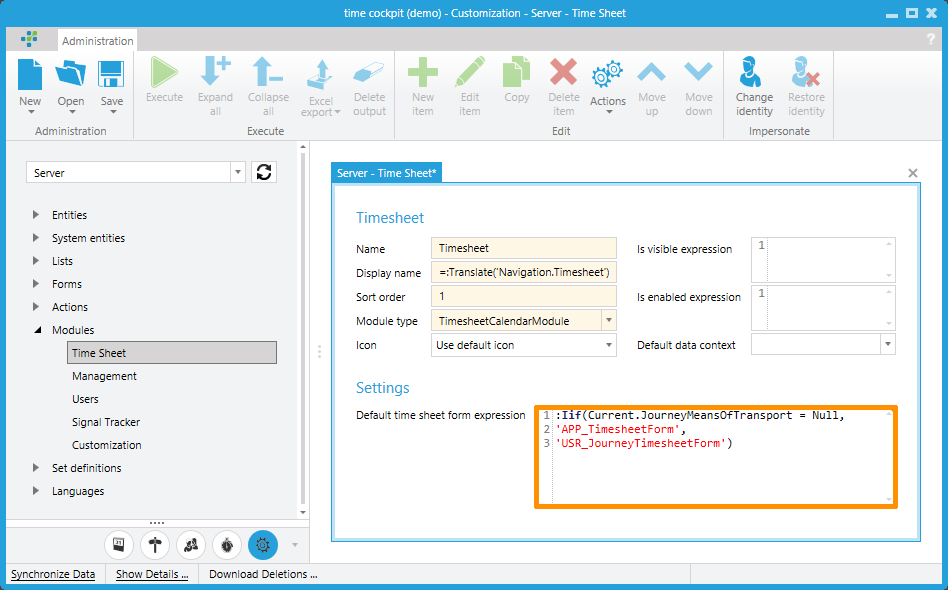 time cockpit (demo) - Customization - Server - Time Sheet
Administration
?
New
Open
Save
Administration
Execute
Expand all
Collapse all
Excel export
Delete output
Execute
New item
Edit item
Copy
Delete item
Actions
Move up
Move down
Edit
Change identity
Restore identity
Impersonate
Server
Entities
System entities
Lists
Forms
Actions
Modules
Time Sheet
Management
Users
Signal Tracker
Customization
Set definitions
Languages
Server - Time Sheet*
Timesheet
Name
Timesheet
Is visible expression
1
Display name
=:Translate('Navigation.Timesheet')
Sort order
1
Is enabled expression
1
Module type
TimesheetCalendarModule
Icon
Use default icon
Default data context
Settings
Default time sheet form expression
1 :Iif(Current.JourneyMeansOfTransport = Null,
2 'APP_TimesheetForm',
3 'USR_JourneyTimesheetForm')
Synchronize Data
Show Details ...
Download Deletions ...